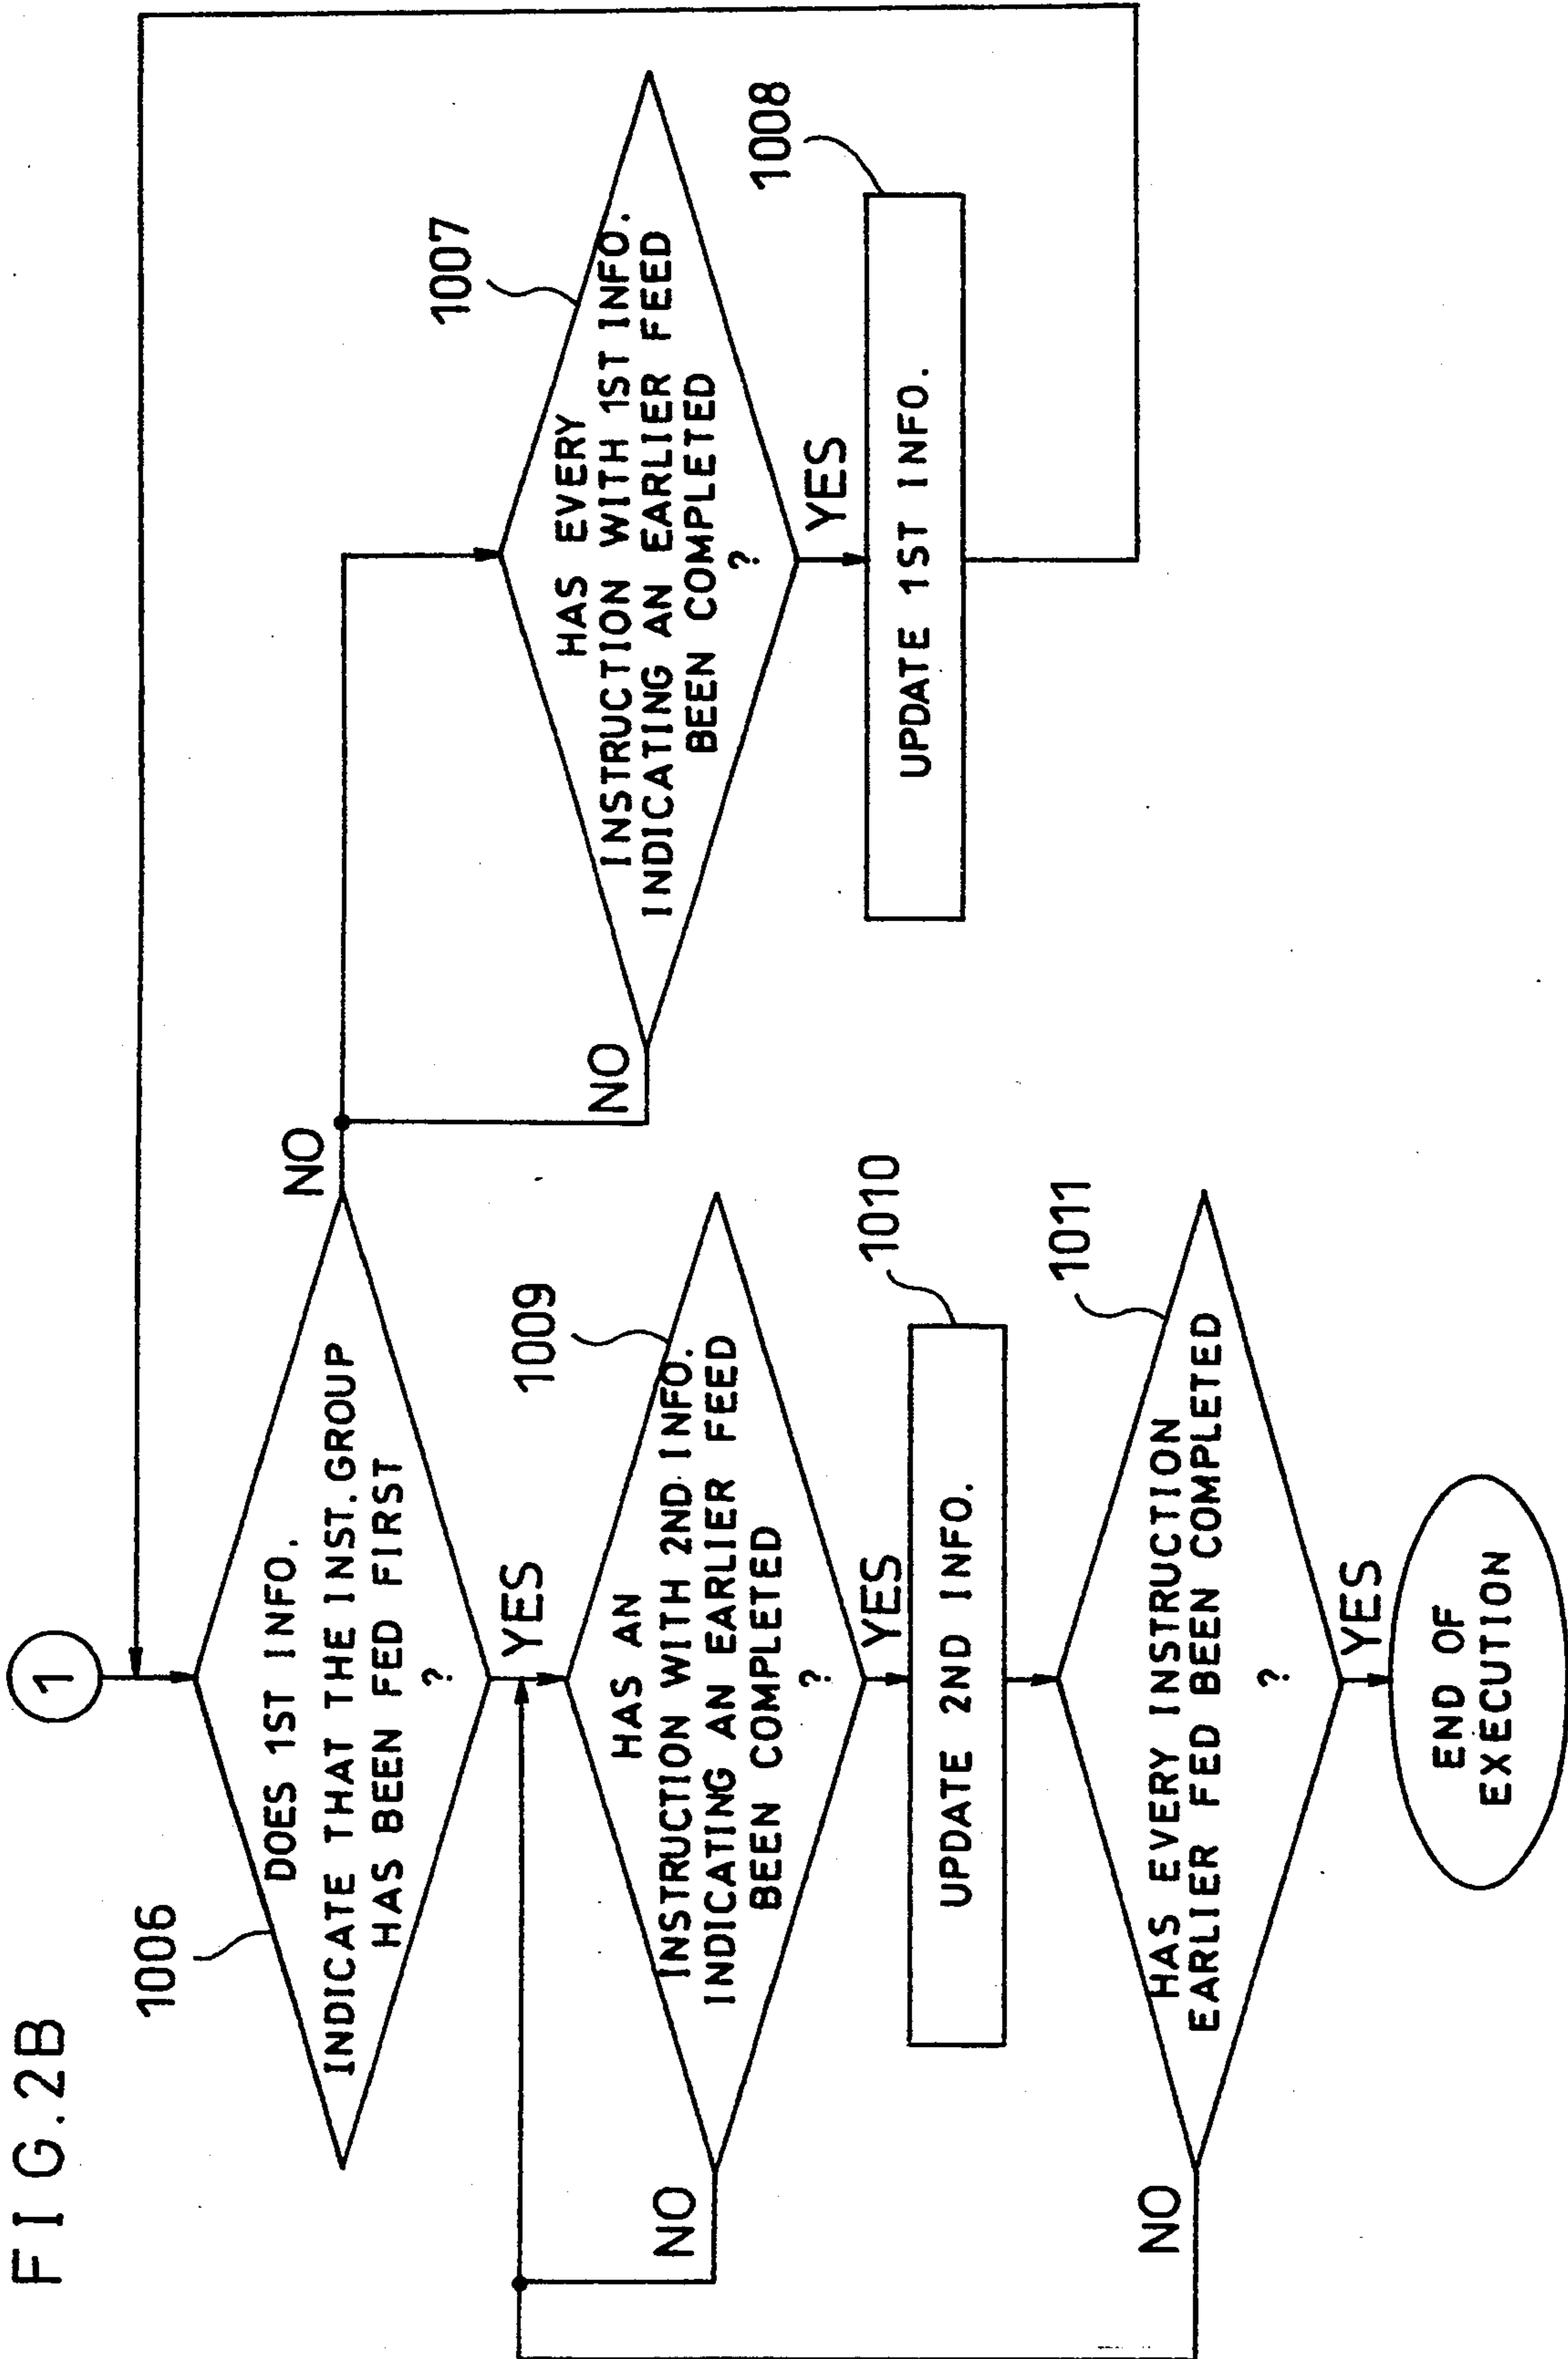 FIG.2B
1
1006
DOES 1ST INFO.
INDICATE THAT THE INST.GROUP
HAS BEEN FED FIRST
?
NO
YES
1007
HAS EVERY
INSTRUCTION WITH 1ST INFO.
INDICATING AN EARLIER FEED
BEEN COMPLETED
?
NO
YES
1008
UPDATE 1ST INFO.
1009
HAS AN
INSTRUCTION WITH 2ND INFO.
INDICATING AN EARLIER FEED
BEEN COMPLETED
?
NO
YES
1010
UPDATE 2ND INFO.
1011
HAS EVERY INSTRUCTION
EARLIER FED BEEN COMPLETED
?
NO
YES
END OF
EXECUTION